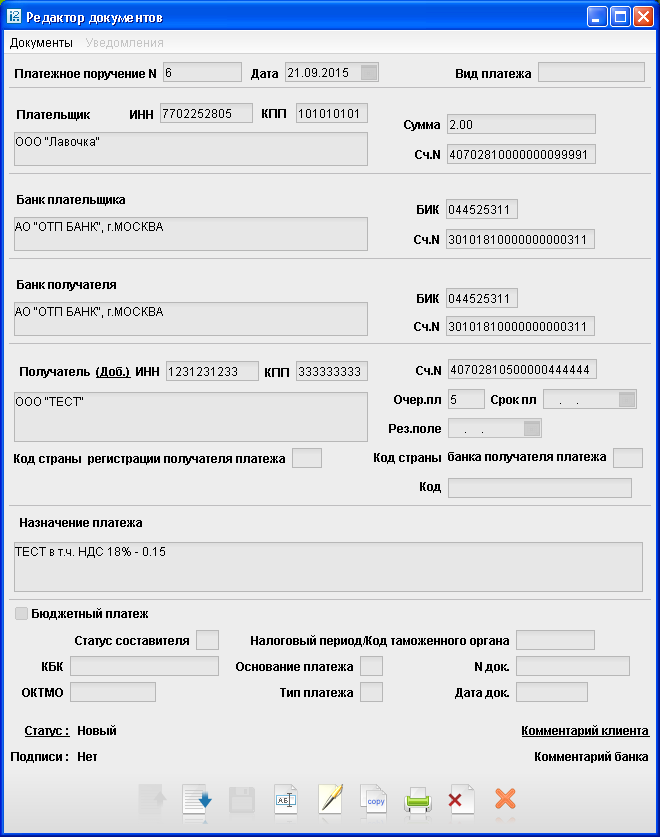 Редактор документов
Документы Уведомления
Платежное поручение N 6 Дата 21.09.2015 Вид платежа
Плательщик ИНН 7702252805 КПП 101010101
Сумма 2.00
ООО "Лавочка"
Сч.N 40702810000000099991
Банк плательщика
БИК 044525311
АО "ОТП БАНК", г.МОСКВА
Сч.N 30101810000000000311
Банк получателя
БИК 044525311
АО "ОТП БАНК", г.МОСКВА
Сч.N 30101810000000000311
Получатель (Доб.) ИНН 1231231233 КПП 333333333 Сч.N 40702810500000444444
ООО "ТЕСТ"
Очер.пл 5 Срок пл . .
Рез.поле . .
Код страны регистрации получателя платежа Код страны банка получателя платежа
Код
Назначение платежа
ТЕСТ в т.ч. НДС 18% - 0.15
Бюджетный платеж
Статус составителя Налоговый период/Код таможенного органа
КБК Основание платежа N док.
ОКТМО Тип платежа Дата док.
Статус : Новый Комментарий клиента
Подписи : Нет Комментарий банка
АБ copy